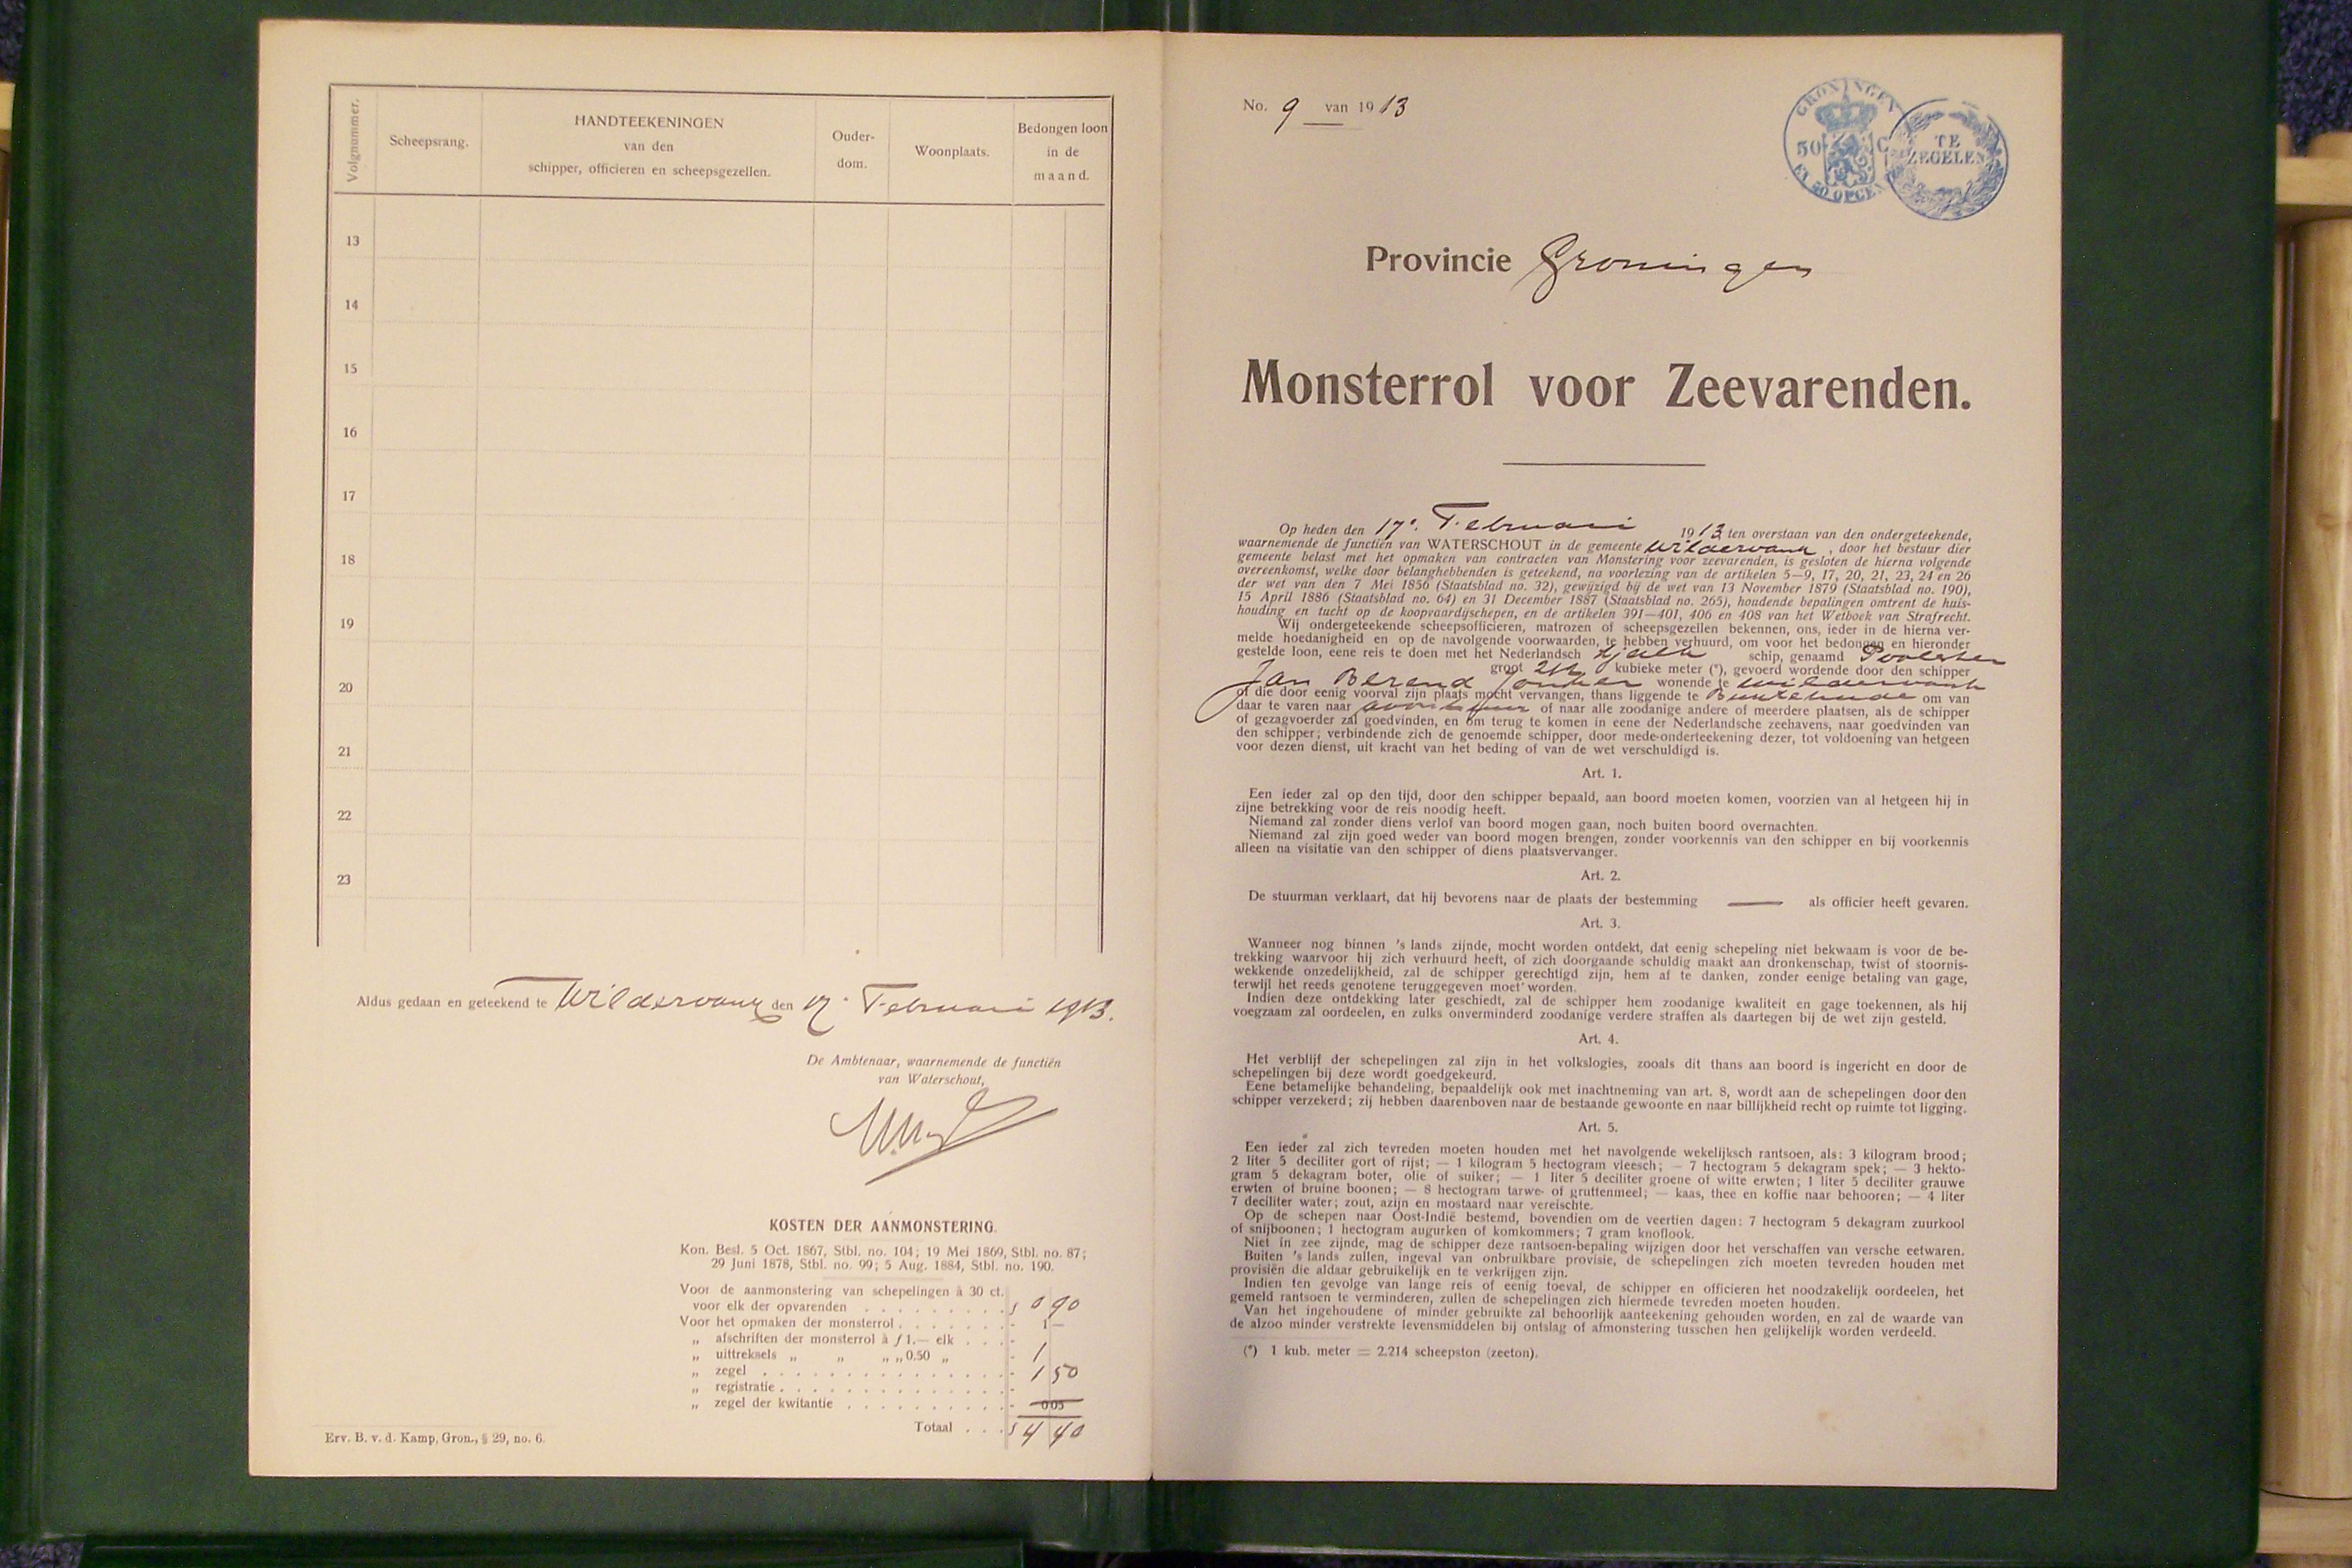 Volgnummer.
Scheepsrang.
HANDTEEKENINGEN
van den
schipper, officieren en scheepsgezellen.
Ouder-
dom.
Woonplaats.
Bedongen loon
in de
maand.
13
14
15
16
17
18
19
20
21
22
23
Aldus gedaan en geteekend te Wildervank den 17 Februari 1913.
De Ambtenaar, waarnemende de functiën
van Waterschout,
KOSTEN DER AANMONSTERING.
Kon. Besl. 5 Oct. 1867, Stbl. no. 104; 19 Mei 1869, Stbl. no. 87;
29 Juni 1878, Stbl. no. 99; 5 Aug. 1884, Stbl. no. 190.
Voor de aanmonstering van schepelingen à 30 ct.
voor elk der opvarenden . . . . . . . . . f 0 90
Voor het opmaken der monsterrol . . . . . . . - 1 —
„ afschriften der monsterrol à f 1.— elk . . . -
„ uittreksels „ „ „ „ 0.50 „ - 1
„ zegel . . . . . . . . . . . . . . . - 1 50
„ registratie . . . . . . . . . . . . . -
„ zegel der kwitantie . . . . . . . . . . - 0 05
Totaal . . . f 4 40
Erv. B. v. d. Kamp, Gron., § 29, no. 6.
No. 9 van 1913
GRONINGEN
50 C
EN 50 OPCEN
TE
ZEGELEN
Provincie Groningen
Monsterrol voor Zeevarenden.
Op heden den 17e Februari 1913 ten overstaan van den ondergeteekende,
waarnemende de functiën van WATERSCHOUT in de gemeente Wildervank, door het bestuur dier
gemeente belast met het opmaken van contracten van Monstering voor zeevarenden, is gesloten de hierna volgende
overeenkomst, welke door belanghebbenden is geteekend, na voorlezing van de artikelen 5—9, 17, 20, 21, 23, 24 en 26
der wet van den 7 Mei 1856 (Staatsblad no. 32), gewijzigd bij de wet van 13 November 1879 (Staatsblad no. 190),
15 April 1886 (Staatsblad no. 64) en 31 December 1887 (Staatsblad no. 265), houdende bepalingen omtrent de huis-
houding en tucht op de koopvaardijschepen, en de artikelen 391—401, 406 en 408 van het Wetboek van Strafrecht.
Wij ondergeteekende scheepsofficieren, matrozen of scheepsgezellen bekennen, ons, ieder in de hierna ver-
melde hoedanigheid en op de navolgende voorwaarden, te hebben verhuurd, om voor het bedongen en hieronder
gestelde loon, eene reis te doen met het Nederlandsch tjalk schip, genaamd Poolster
groot kubieke meter (*), gevoerd wordende door den schipper
Jan Berend Jonker wonende te Wildervank
of die door eenig voorval zijn plaats mocht vervangen, thans liggende te om van
daar te varen naar avontuur of naar alle zoodanige andere of meerdere plaatsen, als de schipper
of gezagvoerder zal goedvinden, en om terug te komen in eene der Nederlandsche zeehavens, naar goedvinden van
den schipper; verbindende zich de genoemde schipper, door mede-onderteekening dezer, tot voldoening van hetgeen
voor dezen dienst, uit kracht van het beding of van de wet verschuldigd is.
Art. 1.
Een ieder zal op den tijd, door den schipper bepaald, aan boord moeten komen, voorzien van al hetgeen hij in
zijne betrekking voor de reis noodig heeft.
Niemand zal zonder diens verlof van boord mogen gaan, noch buiten boord overnachten.
Niemand zal zijn goed weder van boord mogen brengen, zonder voorkennis van den schipper en bij voorkennis
alleen na visitatie van den schipper of diens plaatsvervanger.
Art. 2.
De stuurman verklaart, dat hij bevorens naar de plaats der bestemming — als officier heeft gevaren.
Art. 3.
Wanneer nog binnen 's lands zijnde, mocht worden ontdekt, dat eenig schepeling niet bekwaam is voor de be-
trekking waarvoor hij zich verhuurd heeft, of zich doorgaande schuldig maakt aan dronkenschap, twist of stoornis-
wekkende onzedelijkheid, zal de schipper gerechtigd zijn, hem af te danken, zonder eenige betaling van gage,
terwijl het reeds genotene teruggegeven moet worden.
Indien deze ontdekking later geschiedt, zal de schipper hem zoodanige kwaliteit en gage toekennen, als hij
voegzaam zal oordeelen, en zulks onverminderd zoodanige verdere straffen als daartegen bij de wet zijn gesteld.
Art. 4.
Het verblijf der schepelingen zal zijn in het volkslogies, zooals dit thans aan boord is ingericht en door de
schepelingen bij deze wordt goedgekeurd.
Eene betamelijke behandeling, bepaaldelijk ook met inachtneming van art. 8, wordt aan de schepelingen door den
schipper verzekerd; zij hebben daarenboven naar de bestaande gewoonte en naar billijkheid recht op ruimte tot ligging.
Art. 5.
Een ieder zal zich tevreden moeten houden met het navolgende wekelijksch rantsoen, als: 3 kilogram brood;
2 liter 5 deciliter gort of rijst; — 1 kilogram 5 hectogram vleesch; — 7 hectogram 5 dekagram spek; — 3 hekto-
gram 5 dekagram boter, olie of suiker; — 1 liter 5 deciliter groene of witte erwten; 1 liter 5 deciliter grauwe
erwten of bruine boonen; — 8 hectogram tarwe- of gruttenmeel; — kaas, thee en koffie naar behooren; — 4 liter
7 deciliter water; zout, azijn en mostaard naar vereischte.
Op de schepen naar Oost-Indië bestemd, bovendien om de veertien dagen: 7 hectogram 5 dekagram zuurkool
of snijboonen; 1 hectogram augurken of komkommers; 7 gram knoflook.
Niet in zee zijnde, mag de schipper deze rantsoen-bepaling wijzigen door het verschaffen van versche eetwaren.
Buiten 's lands zullen, ingeval van onbruikbare provisie, de schepelingen zich moeten tevreden houden met
provisiën die aldaar gebruikelijk en te verkrijgen zijn.
Indien ten gevolge van lange reis of eenig toeval, de schipper en officieren het noodzakelijk oordeelen, het
gemeld rantsoen te verminderen, zullen de schepelingen zich hiermede tevreden moeten houden.
Van het ingehoudene of minder gebruikte zal behoorlijk aanteekening gehouden worden, en zal de waarde van
de alzoo minder verstrekte levensmiddelen bij ontslag of afmonstering tusschen hen gelijkelijk worden verdeeld.
(*) 1 kub. meter = 2.214 scheepston (zeeton).